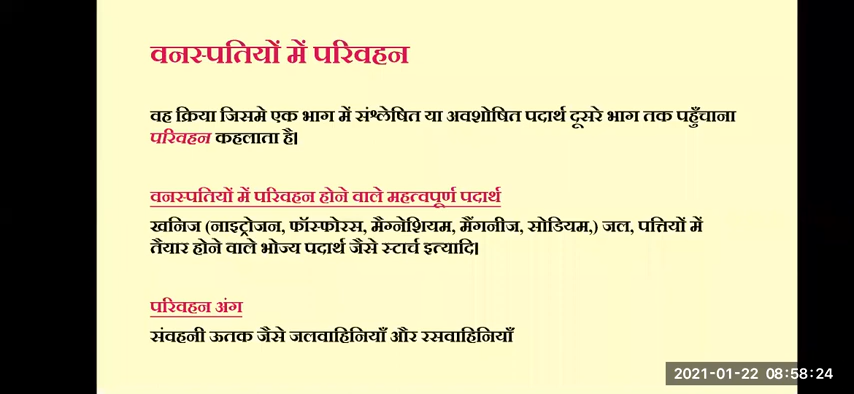 वनस्पतियों में परिवहन
वह क्रिया जिसमे एक भाग में संश्लेषित या अवशोषित पदार्थ दूसरे भाग तक पहुँचाना
परिवहन कहलाता है।
वनस्पतियों में परिवहन होने वाले महत्वपूर्ण पदार्थ
खनिज (नाइट्रोजन, फॉस्फोरस, मैग्नेशियम, मैंगनीज, सोडियम,) जल, पत्तियों में
तैयार होने वाले भोज्य पदार्थ जैसे स्टार्च इत्यादि।
परिवहन अंग
संवहनी ऊतक जैसे जलवाहिनियाँ और रसवाहिनियाँ
2021-01-22 08:58:24